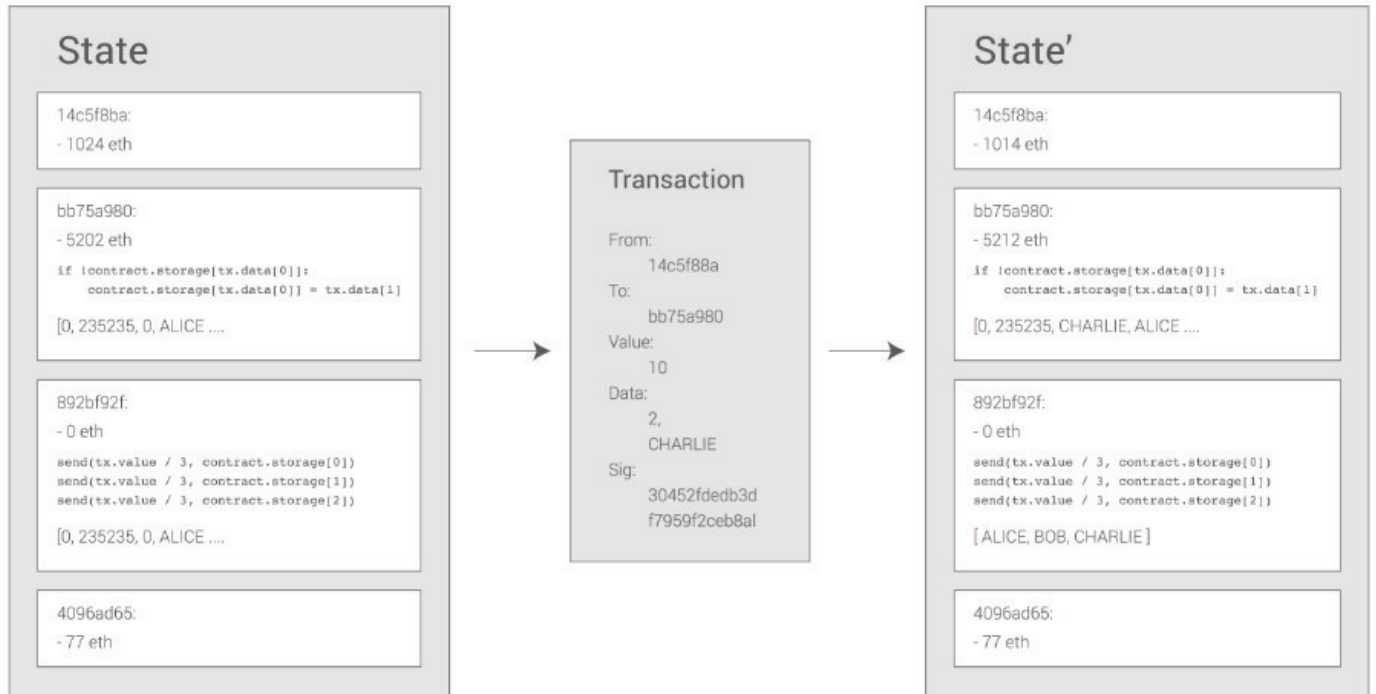 State
14c5f8ba:
- 1024 eth
bb75a980:
- 5202 eth
if !contract.storage[tx.data[0]]:
contract.storage[tx.data[0]] = tx.data[1]
[0, 235235, 0, ALICE ....
892bf92f:
- 0 eth
send(tx.value / 3, contract.storage[0])
send(tx.value / 3, contract.storage[1])
send(tx.value / 3, contract.storage[2])
[0, 235235, 0, ALICE ....
4096ad65:
- 77 eth
Transaction
From:
14c5f88a
To:
bb75a980
Value:
10
Data:
2,
CHARLIE
Sig:
30452fdedb3d
f7959f2ceb8a1
State’
14c5f8ba:
- 1014 eth
bb75a980:
- 5212 eth
if !contract.storage[tx.data[0]]:
contract.storage[tx.data[0]] = tx.data[1]
[0, 235235, CHARLIE, ALICE ....
892bf92f:
- 0 eth
send(tx.value / 3, contract.storage[0])
send(tx.value / 3, contract.storage[1])
send(tx.value / 3, contract.storage[2])
[ ALICE, BOB, CHARLIE ]
4096ad65:
- 77 eth